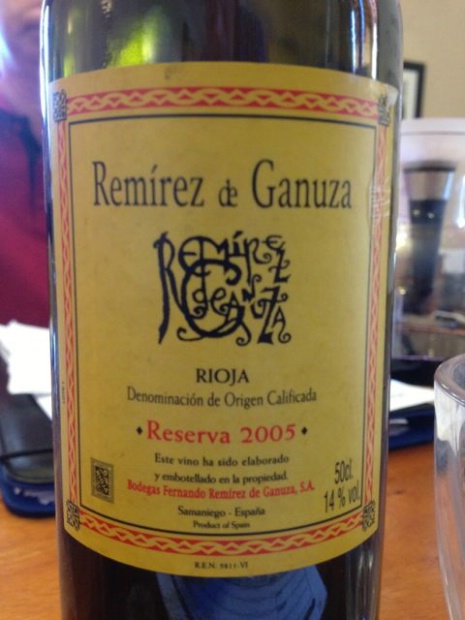 Remírez de Ganuza
REMÍREZ
de GANUZA
RIOJA
Denominación de Origen Calificada
Reserva 2005
Este vino ha sido elaborado
y embotellado en la propiedad.
Bodegas Fernando Remírez de Ganuza, S.A.
Samaniego - España
Product of Spain
50cl.
14 % vol